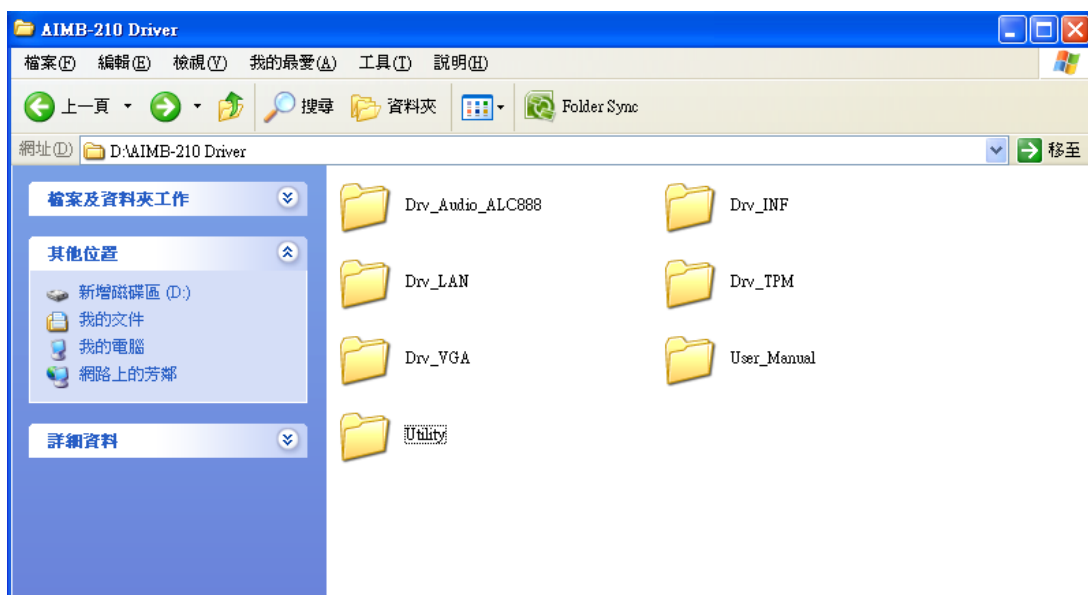 AIMB-210 Driver
檔案(F) 編輯(E) 檢視(V) 我的最愛(A) 工具(T) 說明(H)
上一頁 搜尋 資料夾 Folder Sync
網址(D) D:\AIMB-210 Driver 移至
檔案及資料夾工作
其他位置
新增磁碟區 (D:)
我的文件
我的電腦
網路上的芳鄰
詳細資料
Drv_Audio_ALC888 Drv_INF
Drv_LAN Drv_TPM
Drv_VGA User_Manual
Utility